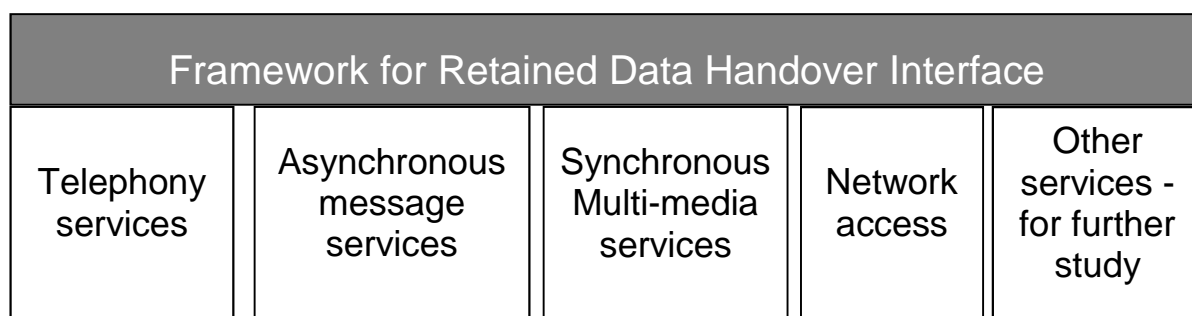 Framework for Retained Data Handover Interface
Telephony
services
Asynchronous
message
services
Synchronous
Multi-media
services
Network
access
Other
services -
for further
study